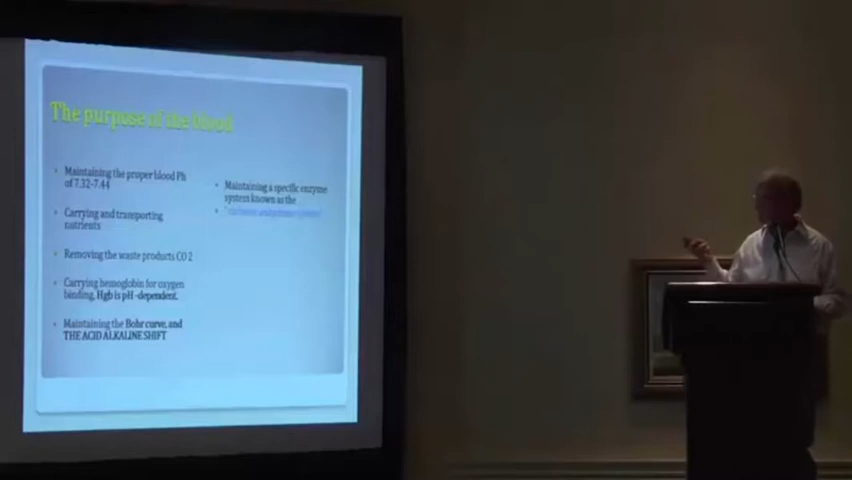 The purpose of the blood
Maintaining the proper blood Ph
of 7.32-7.44
Carrying and transporting
nutrients
Removing the waste products CO 2
Carrying hemoglobin for oxygen
binding, Hgb is pH -dependent.
Maintaining the Bohr curve, and
THE ACID ALKALINE SHIFT
Maintaining a specific enzyme
system known as the